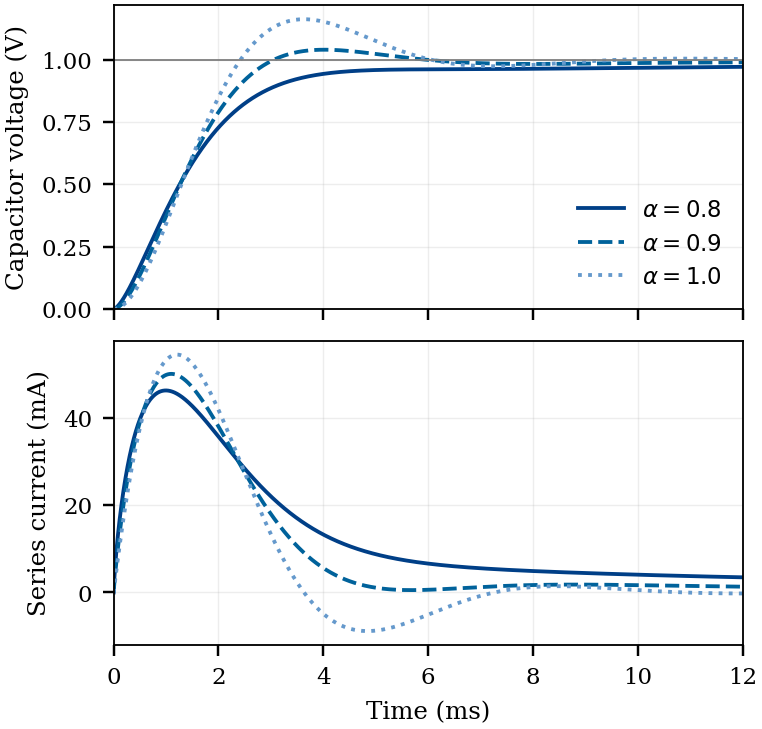 Capacitor voltage (V)
1.00
0.75
0.50
0.25
0.00
α = 0.8
α = 0.9
α = 1.0
Series current (mA)
40
20
0
0 2 4 6 8 10 12
Time (ms)